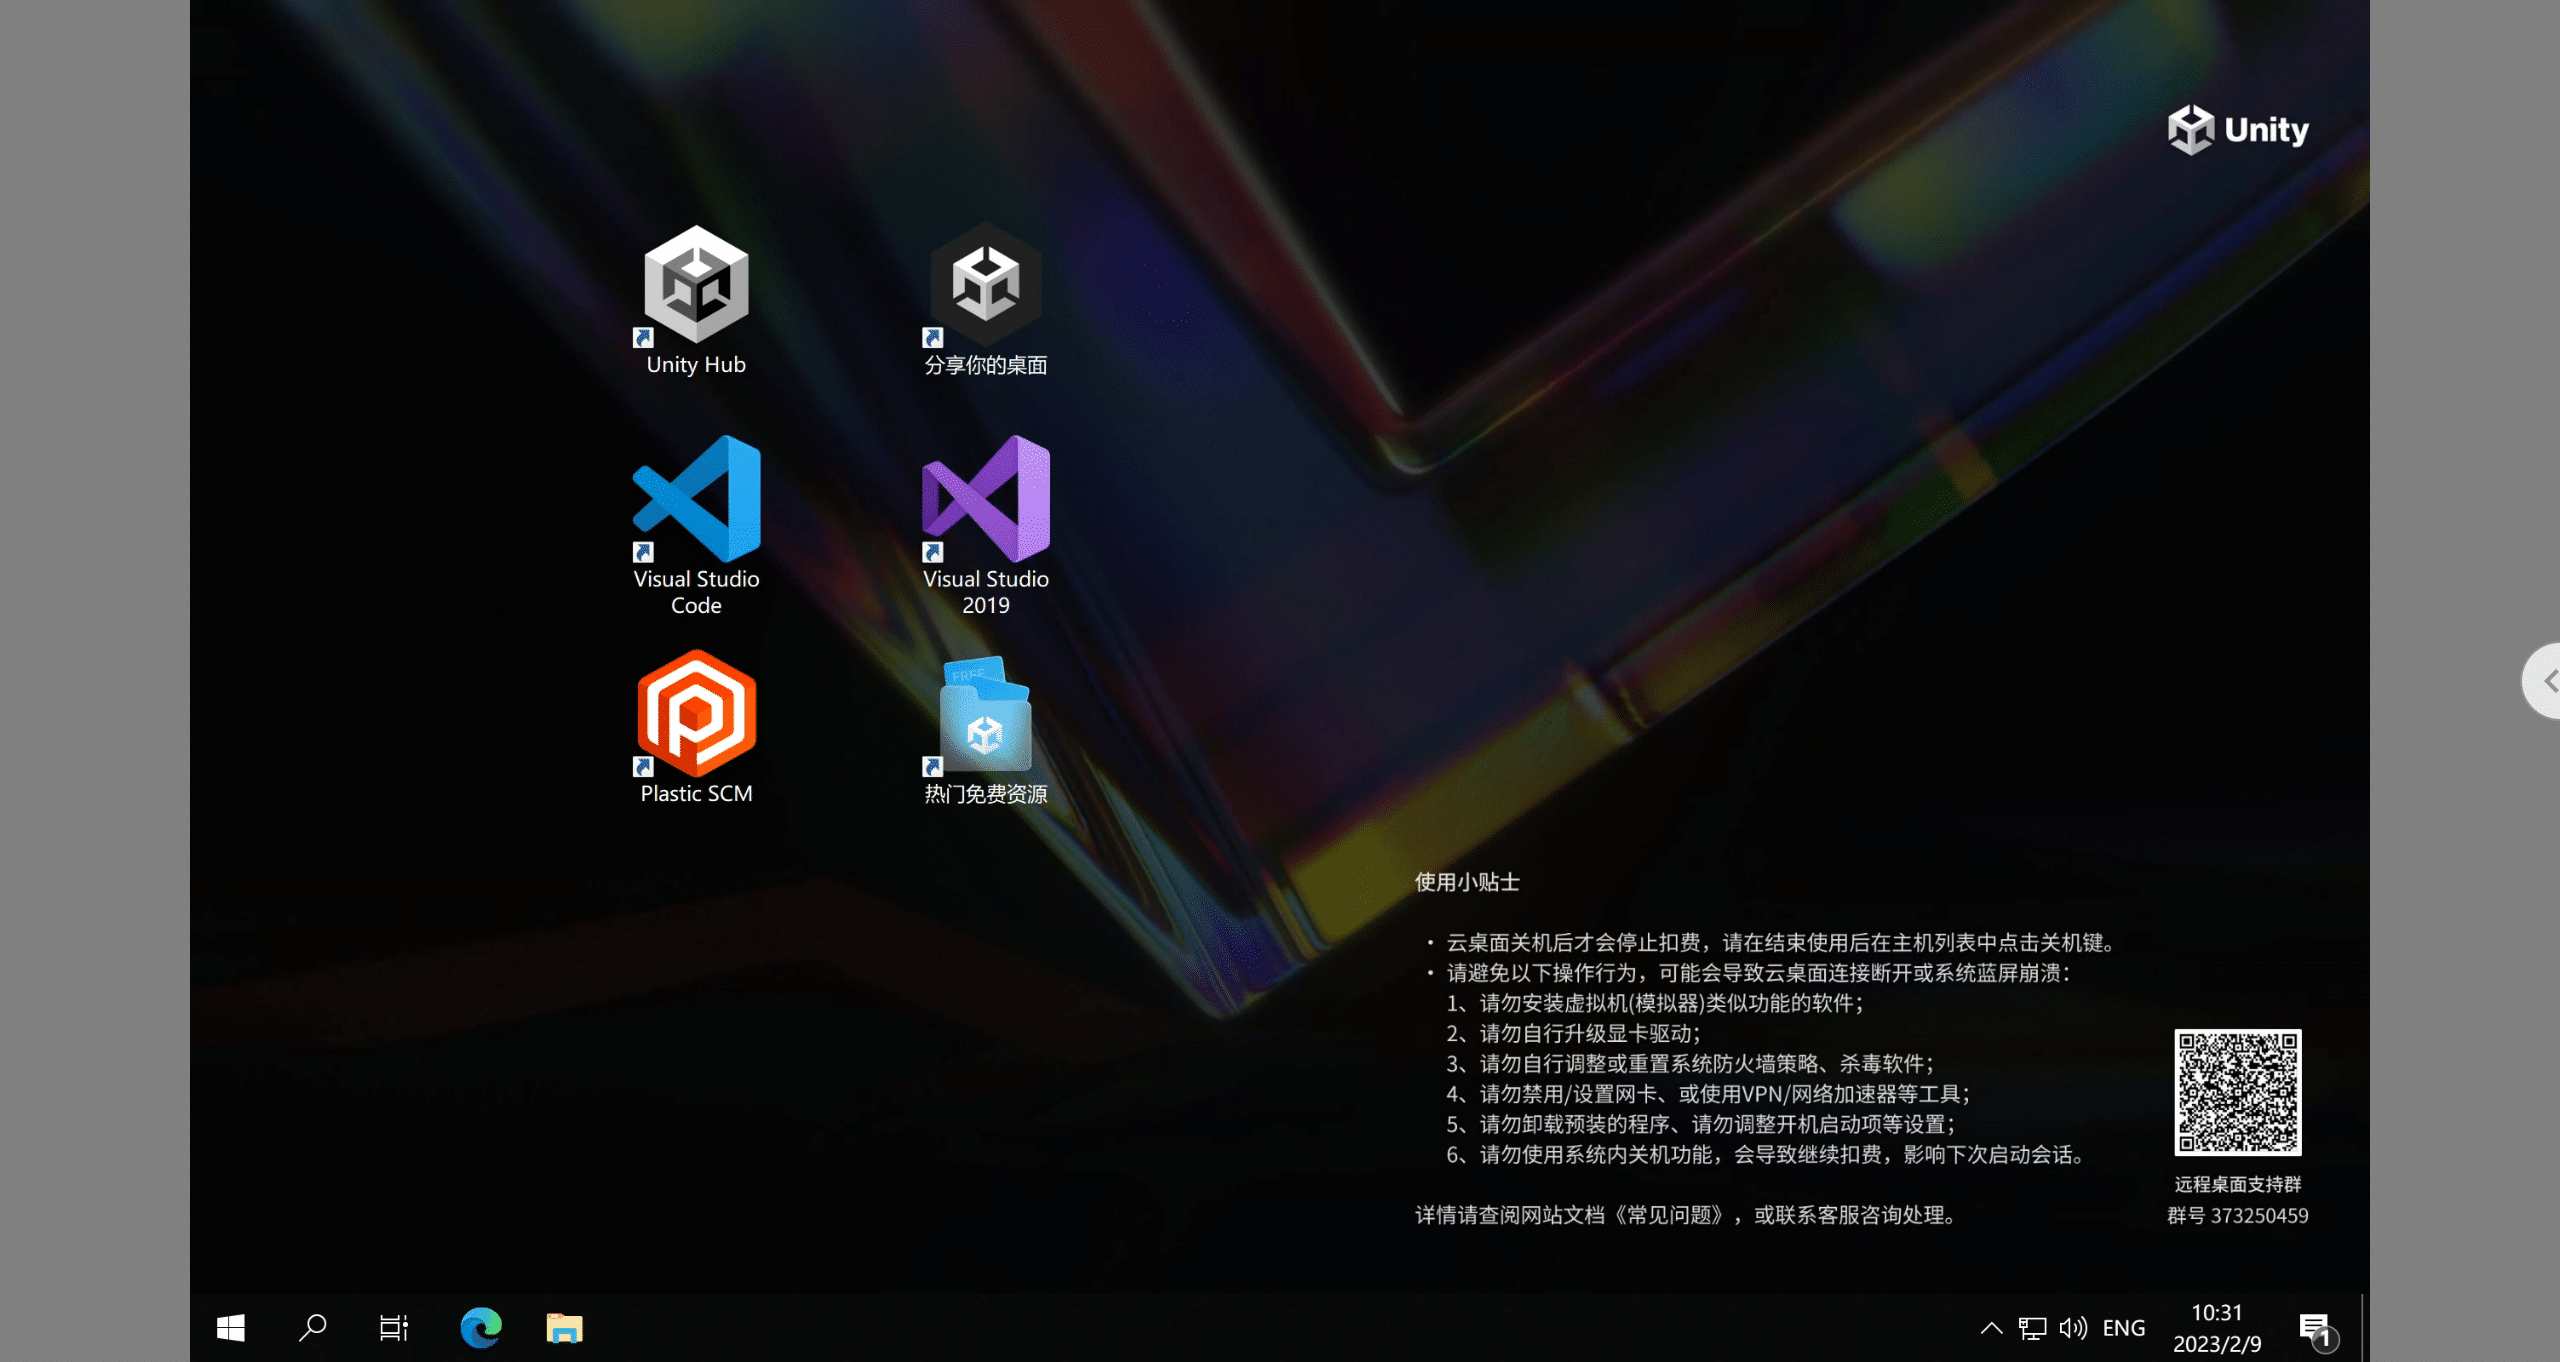 Unity
Unity Hub
分享你的桌面
Visual Studio
Code
Visual Studio
2019
FREE
Plastic SCM
热门免费资源
使用小贴士
· 云桌面关机后才会停止扣费，请在结束使用后在主机列表中点击关机键。
· 请避免以下操作行为，可能会导致云桌面连接断开或系统蓝屏崩溃：
1、请勿安装虚拟机(模拟器)类似功能的软件；
2、请勿自行升级显卡驱动；
3、请勿自行调整或重置系统防火墙策略、杀毒软件；
4、请勿禁用/设置网卡、或使用VPN/网络加速器等工具；
5、请勿卸载预装的程序、请勿调整开机启动项等设置；
6、请勿使用系统内关机功能，会导致继续扣费，影响下次启动会话。
详情请查阅网站文档《常见问题》，或联系客服咨询处理。
远程桌面支持群
群号 373250459
ENG
10:31
2023/2/9
1